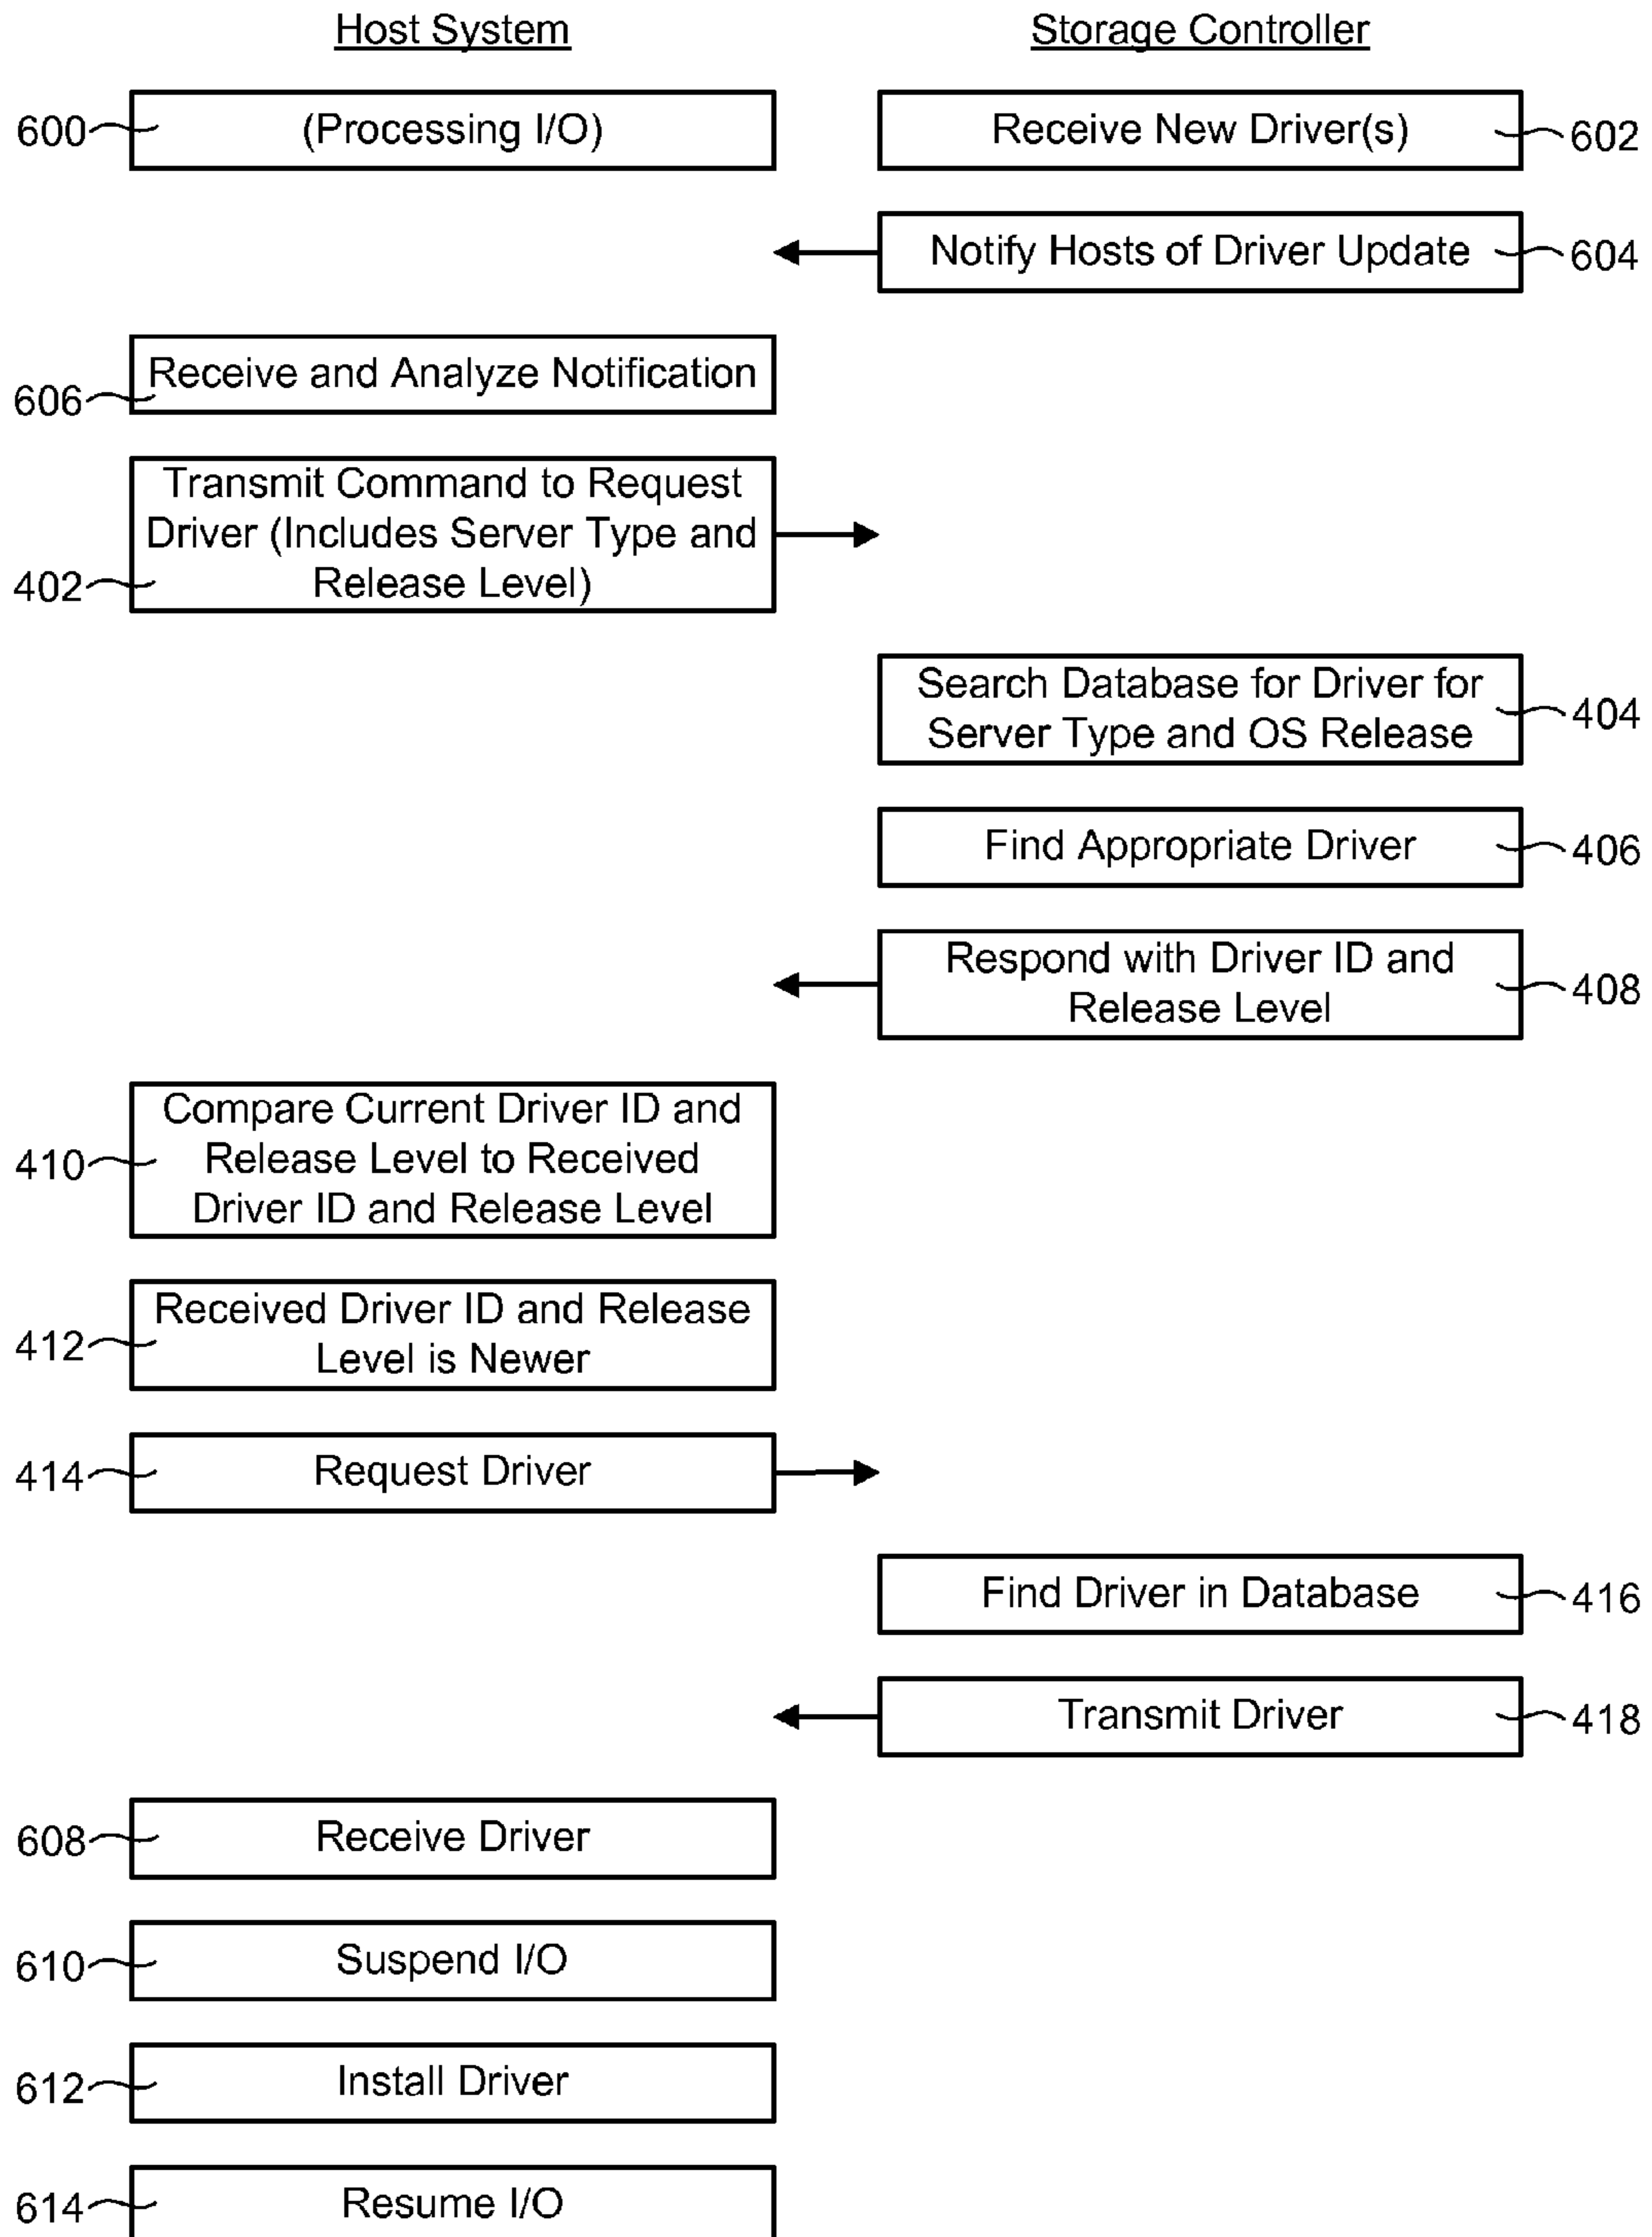 Host System
Storage Controller
600
(Processing I/O)
Receive New Driver(s)
602
Notify Hosts of Driver Update
604
Receive and Analyze Notification
606
Transmit Command to Request
Driver (Includes Server Type and
Release Level)
402
Search Database for Driver for
Server Type and OS Release
404
Find Appropriate Driver
406
Respond with Driver ID and
Release Level
408
Compare Current Driver ID and
Release Level to Received
Driver ID and Release Level
410
Received Driver ID and Release
Level is Newer
412
414
Request Driver
Find Driver in Database
416
Transmit Driver
418
608
Receive Driver
610
Suspend I/O
612
Install Driver
614
Resume I/O